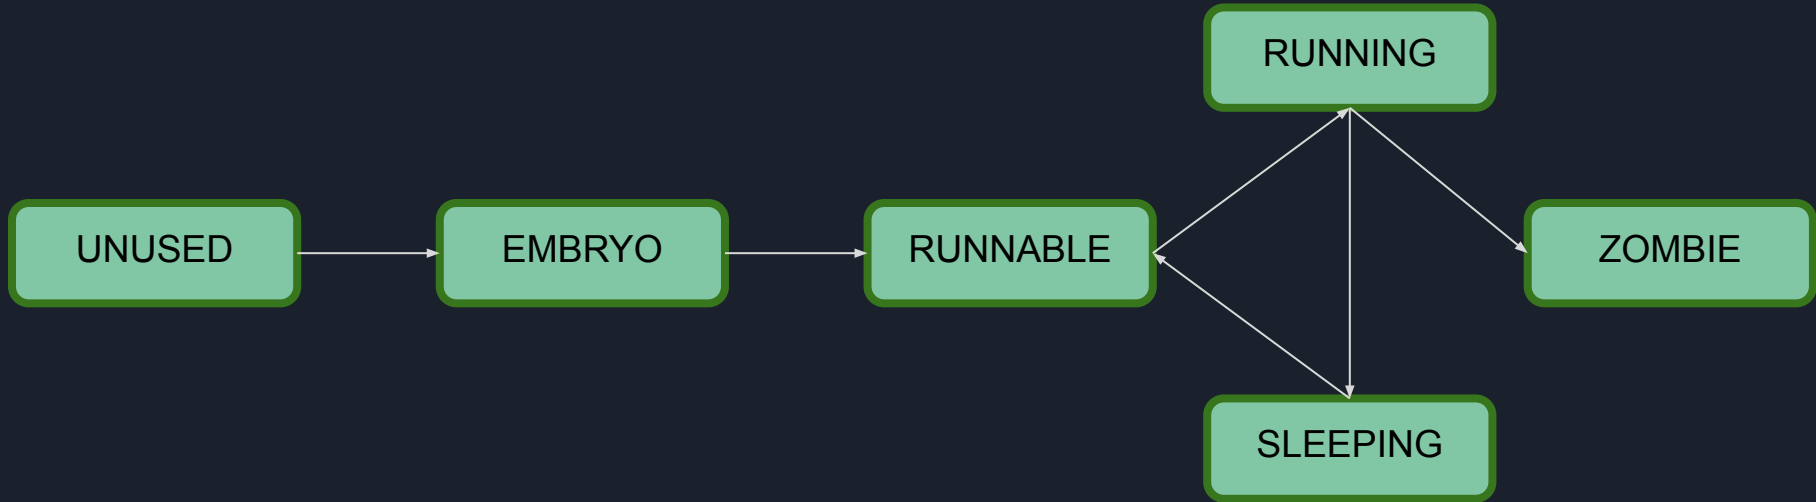 RUNNING
UNUSED
EMBRYO
RUNNABLE
ZOMBIE
SLEEPING